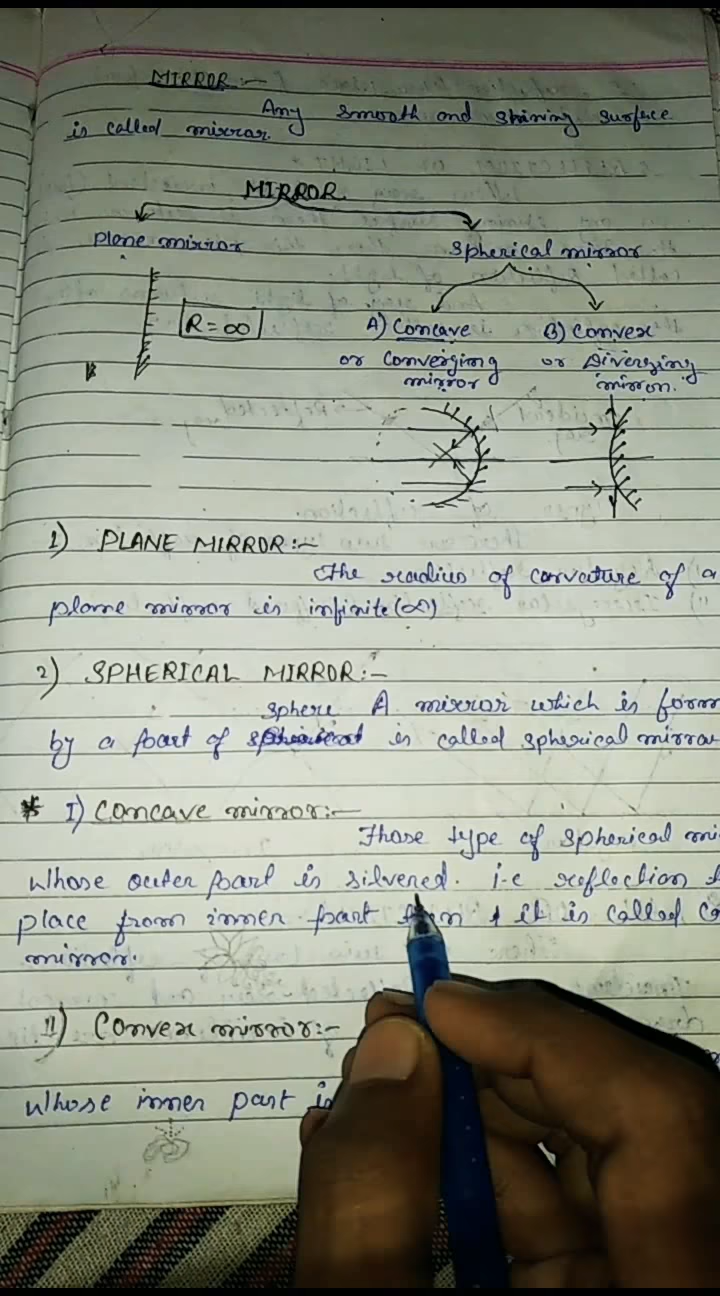 MIRROR :-
Any smooth and shining surface
is called mirror.
MIRROR
Plane mirror
Spherical mirror
R = ∞
A) Concave
or Converging
mirror
B) Convex
or Diverging
mirror.
1) PLANE MIRROR:-
The radius of curvature of a
plane mirror is infinite (∞)
2) SPHERICAL MIRROR:-
sphere A mirror which is form
by a part of is called spherical mirror
* I) Concave mirror:-
Those type of spherical mi
whose outer part is silvered. i.e reflection
place from inner part it is called Co
mirror.
II) Convex mirror:-
Whose inner part is